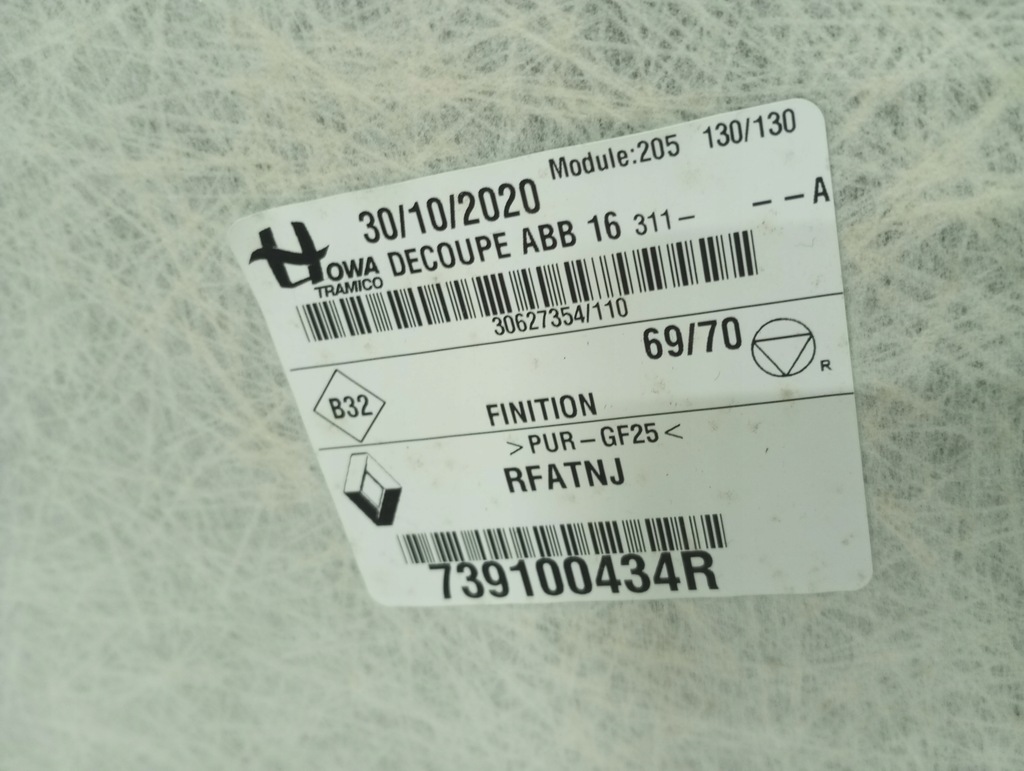 Module:205 130/130
30/10/2020
HOWA
TRAMICO
DECOUPE ABB 16 311- --A
30627354/110
69/70
R
B32
FINITION
>PUR-GF25<
RFATNJ
739100434R